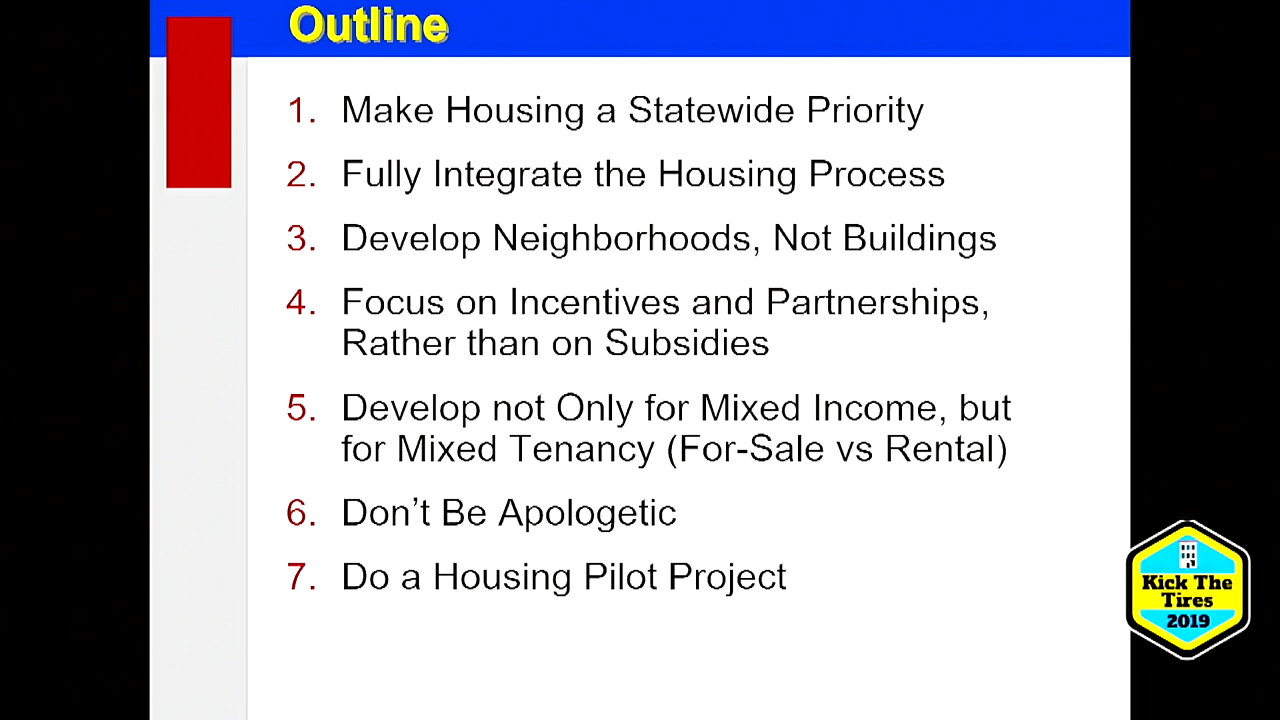 Outline
1. Make Housing a Statewide Priority
2. Fully Integrate the Housing Process
3. Develop Neighborhoods, Not Buildings
4. Focus on Incentives and Partnerships,
Rather than on Subsidies
5. Develop not Only for Mixed Income, but
for Mixed Tenancy (For-Sale vs Rental)
6. Don’t Be Apologetic
7. Do a Housing Pilot Project
Kick The
Tires
2019